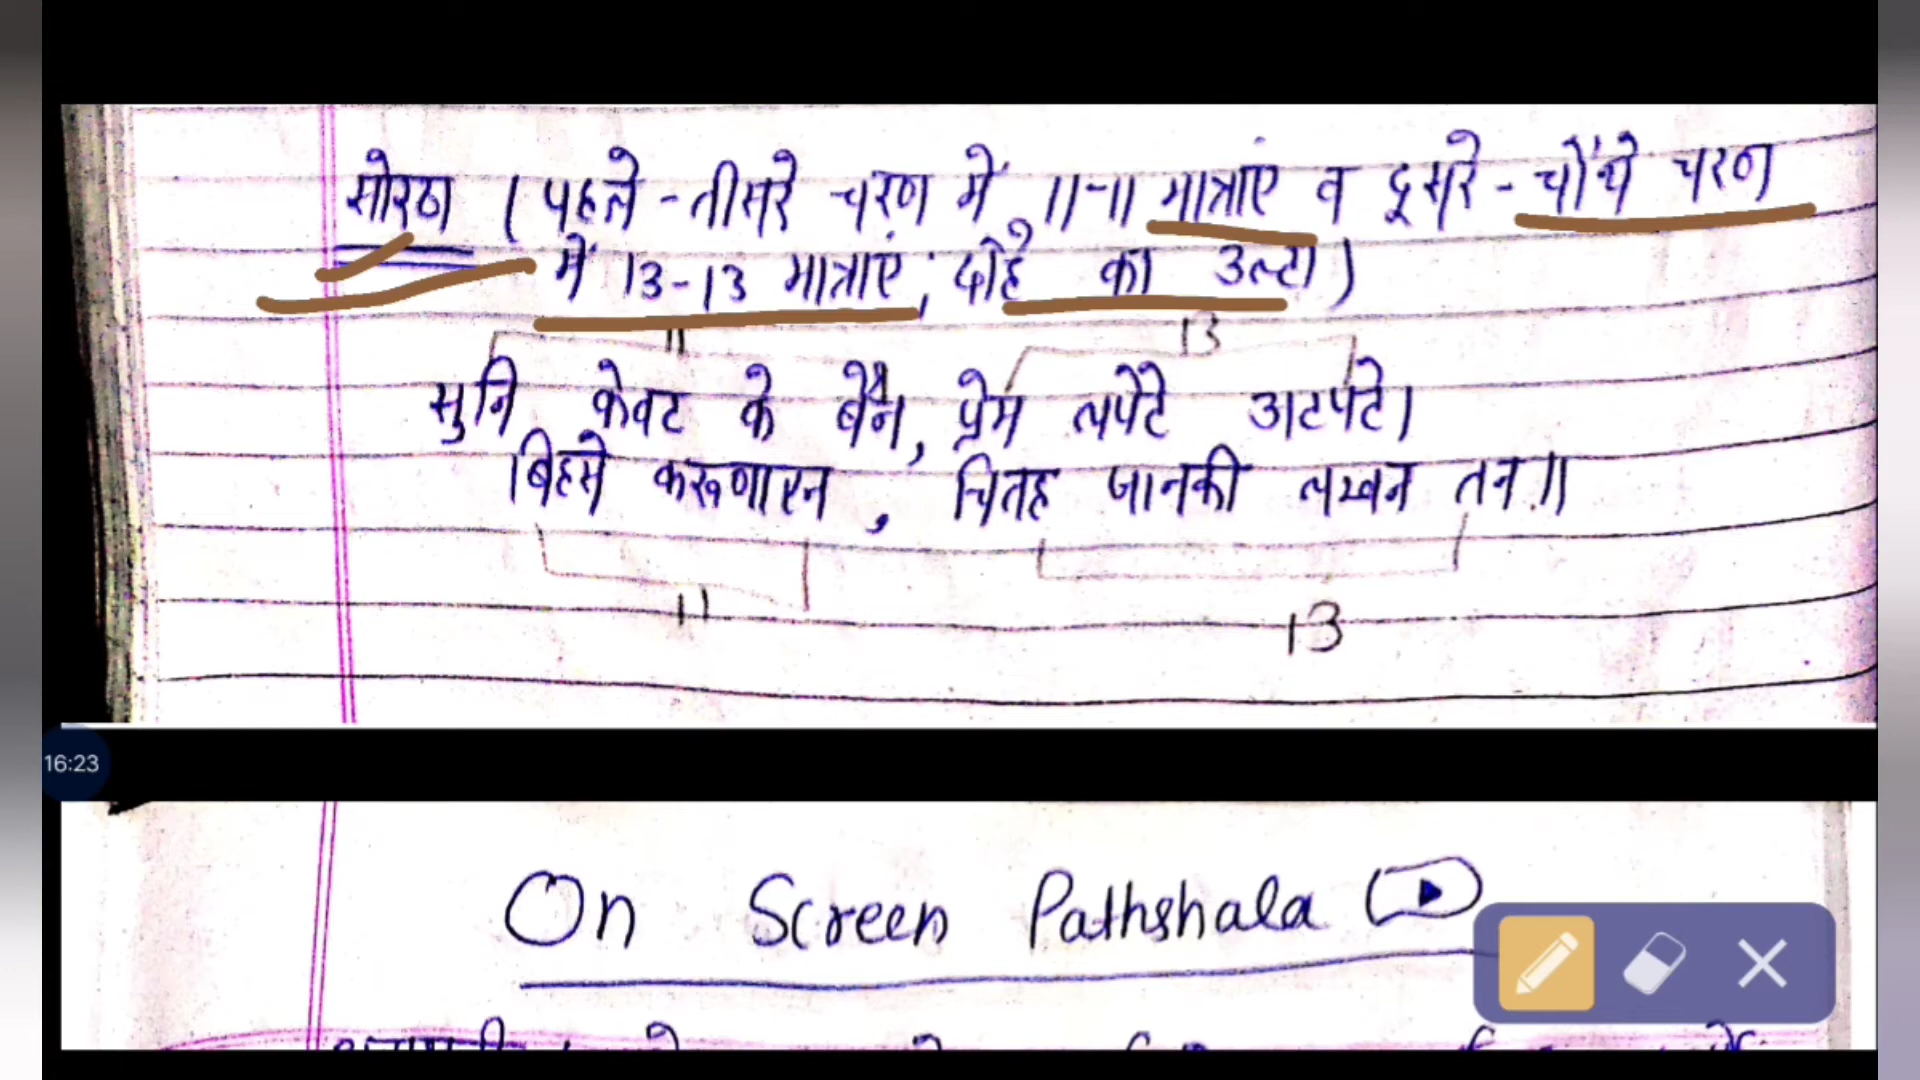 सोरठा (पहले-तीसरे चरण में 11-11 मात्राएं व दूसरे-चौथे चरण
में 13-13 मात्राएं; दोहे का उल्टा)
11 13
सुनि केवट के बैन, प्रेम लपेटे अटपटे।
बिहसे करुणाएन, चितइ जानकी लखन तन॥
11 13
16:23
On Screen Pathshala